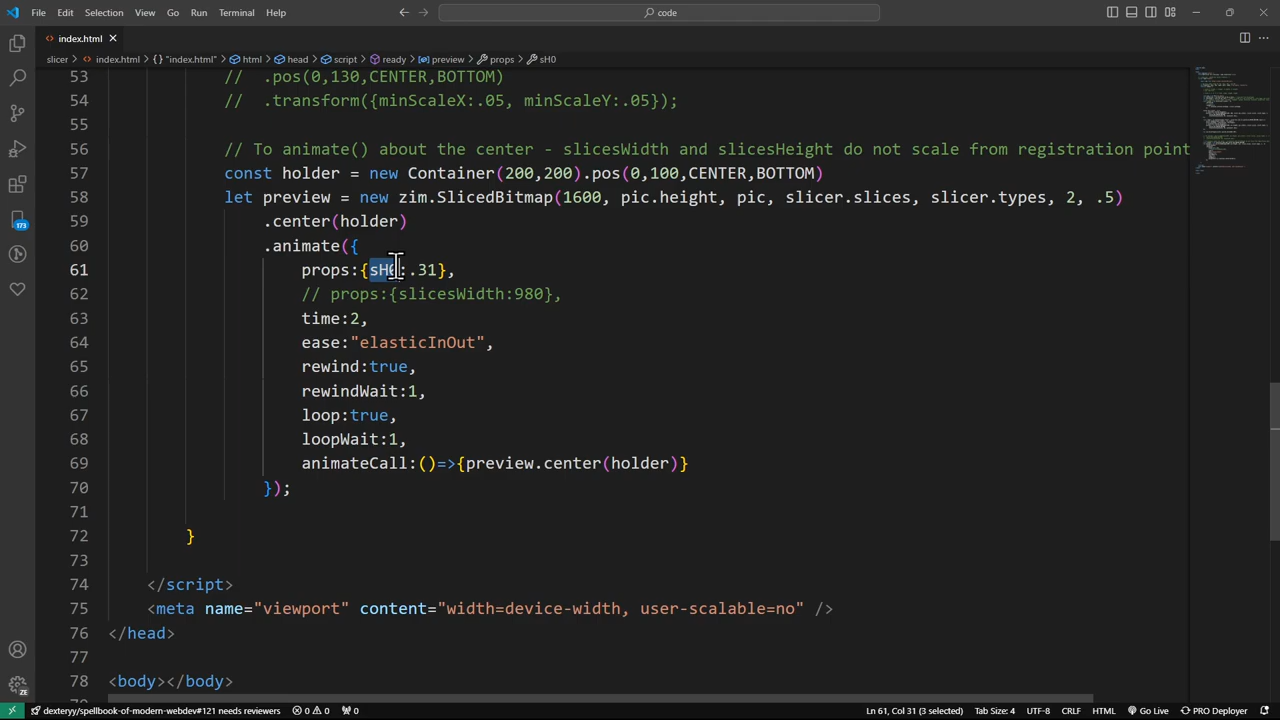 File Edit Selection View Go Run Terminal Help
code
index.html
slicer > index.html > "index.html" > html > head > script > ready > preview > props > sH0
53 // .pos(0,130,CENTER,BOTTOM)
54 // .transform({minScaleX:.05, minScaleY:.05});
55
56 // To animate() about the center - slicesWidth and slicesHeight do not scale from registration point
57 const holder = new Container(200,200).pos(0,100,CENTER,BOTTOM)
58 let preview = new zim.SlicedBitmap(1600, pic.height, pic, slicer.slices, slicer.types, 2, .5)
59 .center(holder)
60 .animate({
61 props:{sH0:.31},
62 // props:{slicesWidth:980},
63 time:2,
64 ease:"elasticInOut",
65 rewind:true,
66 rewindWait:1,
67 loop:true,
68 loopWait:1,
69 animateCall:()=>{preview.center(holder)}
70 });
71
72 }
73
74 </script>
75 <meta name="viewport" content="width=device-width, user-scalable=no" />
76 </head>
77
78 <body></body>
173
ZE
dexteryy/spellbook-of-modern-webdev#121 needs reviewers 0 0 0 Ln 61, Col 31 (3 selected) Tab Size: 4 UTF-8 CRLF HTML Go Live PRO Deployer